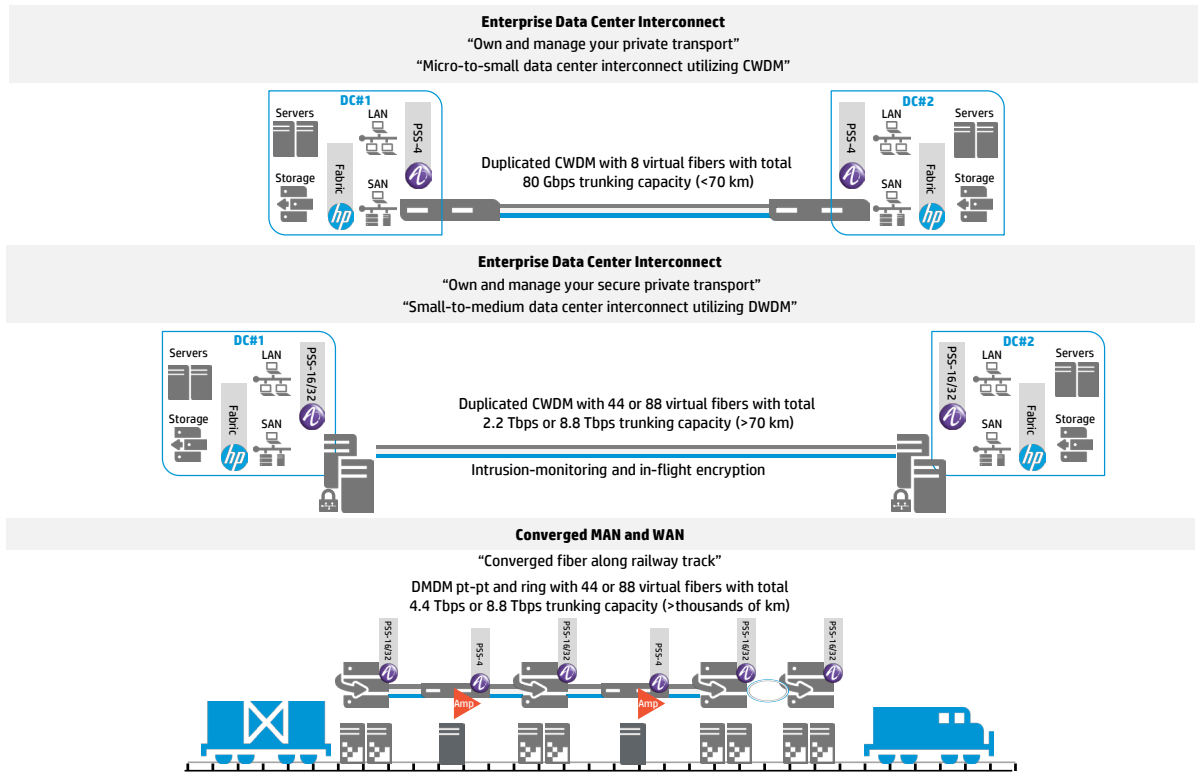 Enterprise Data Center Interconnect
“Own and manage your private transport”
“Micro-to-small data center interconnect utilizing CWDM”
DC#1
Servers
LAN
PSS-4
Storage
Fabric
SAN
hp
Duplicated CWDM with 8 virtual fibers with total
80 Gbps trunking capacity (<70 km)
DC#2
PSS-4
LAN
Servers
SAN
Fabric
Storage
hp
Enterprise Data Center Interconnect
“Own and manage your secure private transport”
“Small-to-medium data center interconnect utilizing DWDM”
DC#1
Servers
LAN
PSS-16/32
Storage
Fabric
SAN
hp
Duplicated CWDM with 44 or 88 virtual fibers with total
2.2 Tbps or 8.8 Tbps trunking capacity (>70 km)
Intrusion-monitoring and in-flight encryption
DC#2
PSS-16/32
LAN
Servers
SAN
Fabric
Storage
hp
Converged MAN and WAN
“Converged fiber along railway track”
DMDM pt-pt and ring with 44 or 88 virtual fibers with total
4.4 Tbps or 8.8 Tbps trunking capacity (>thousands of km)
PSS-16/32
PSS-4
PSS-16/32
PSS-4
PSS-16/32
PSS-16/32
Amp
Amp